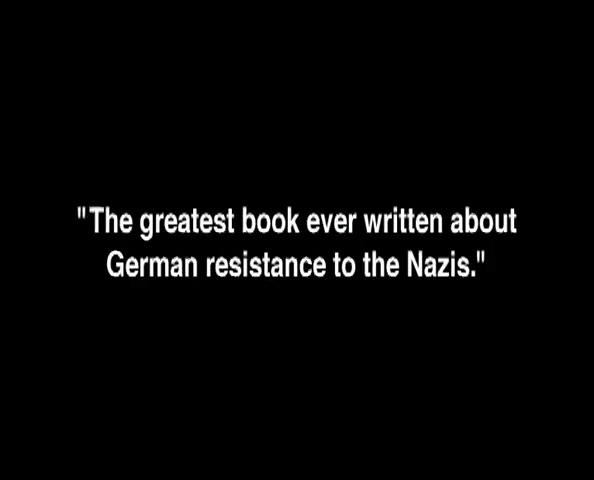 "The greatest book ever written about
German resistance to the Nazis."